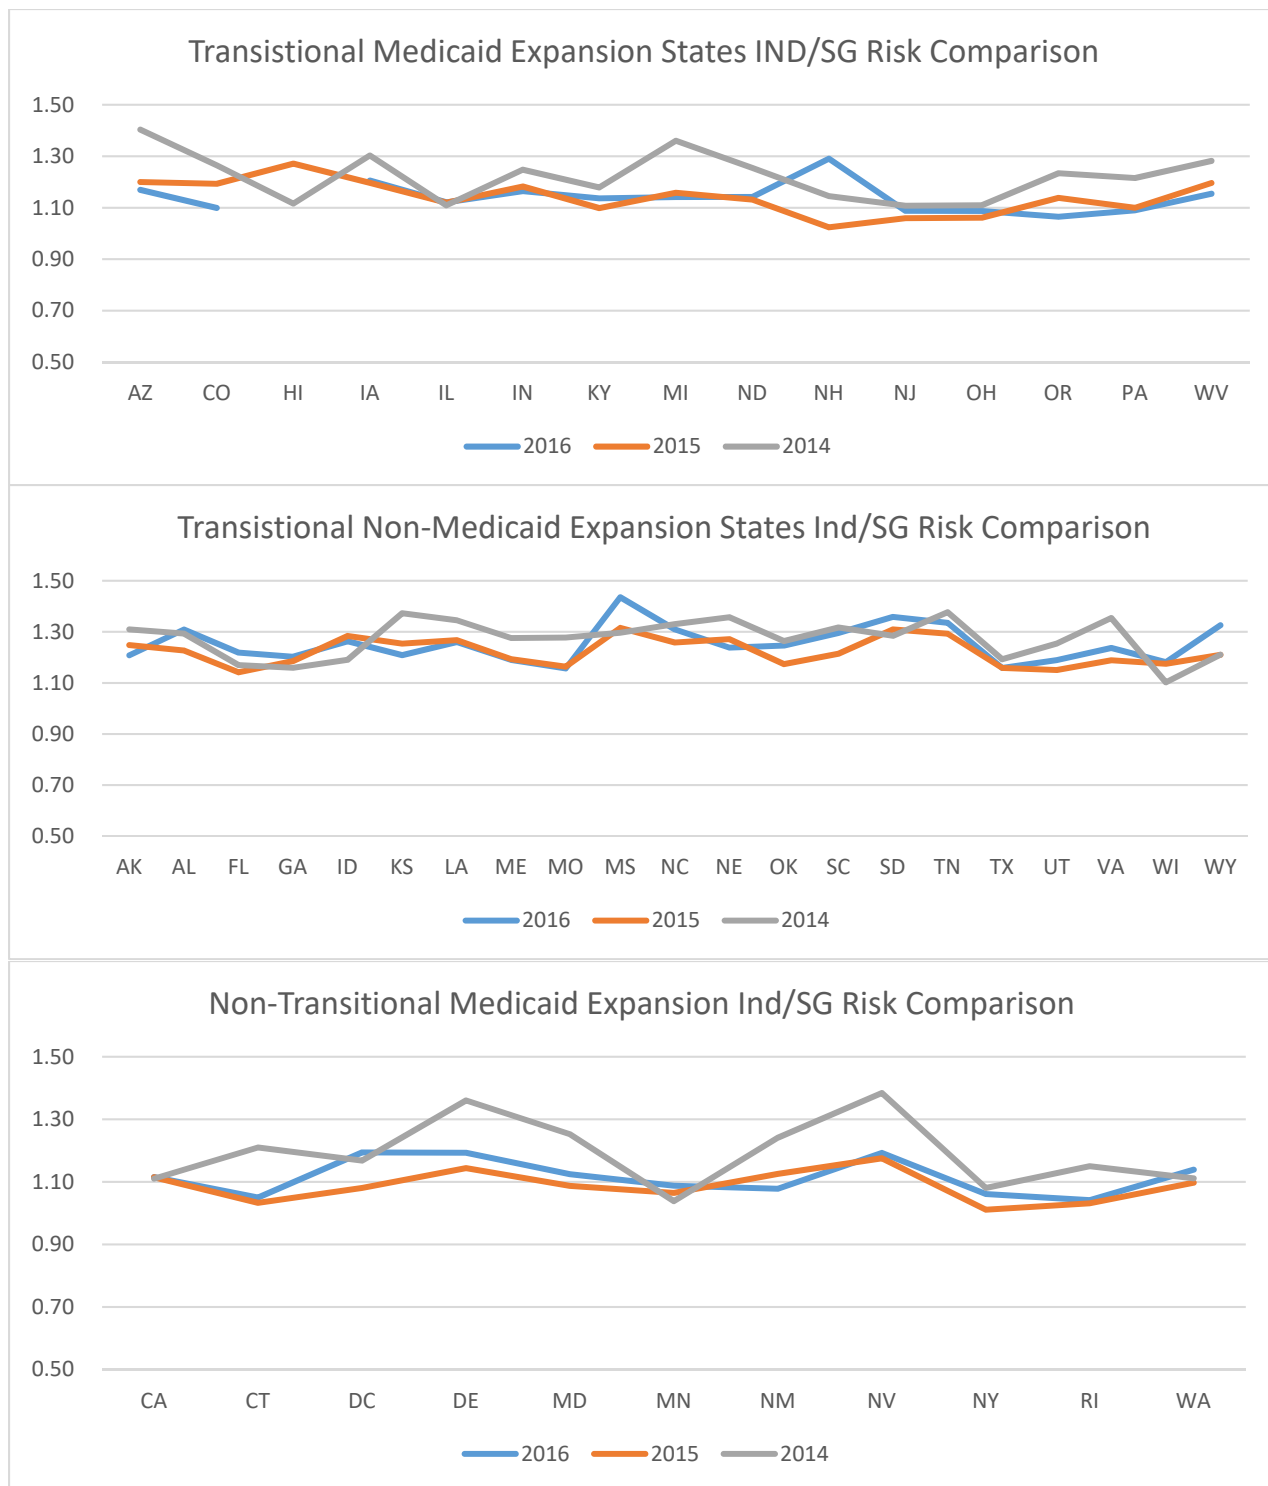 Transistional Medicaid Expansion States IND/SG Risk Comparison
1.50
1.30
1.10
0.90
0.70
0.50
AZ CO HI IA IL IN KY MI ND NH NJ OH OR PA WV
2016 2015 2014
Transistional Non-Medicaid Expansion States Ind/SG Risk Comparison
1.50
1.30
1.10
0.90
0.70
0.50
AK AL FL GA ID KS LA ME MO MS NC NE OK SC SD TN TX UT VA WI WY
2016 2015 2014
Non-Transitional Medicaid Expansion Ind/SG Risk Comparison
1.50
1.30
1.10
0.90
0.70
0.50
CA CT DC DE MD MN NM NV NY RI WA
2016 2015 2014